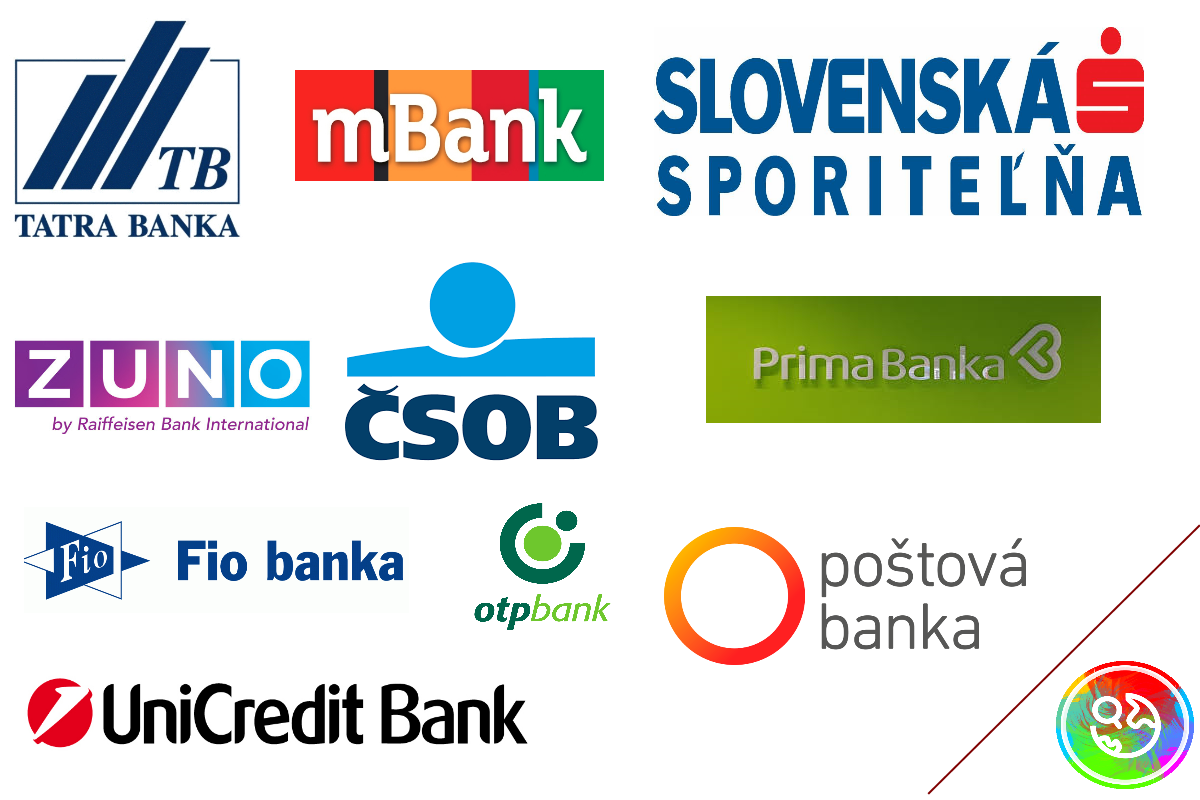 TB
TATRA BANKA
mBank
SLOVENSKÁ
SPORITEĽŇA
ZUNO
by Raiffeisen Bank International
ČSOB
Prima Banka
Fio
Fio banka
otpbank
poštová
banka
UniCredit Bank